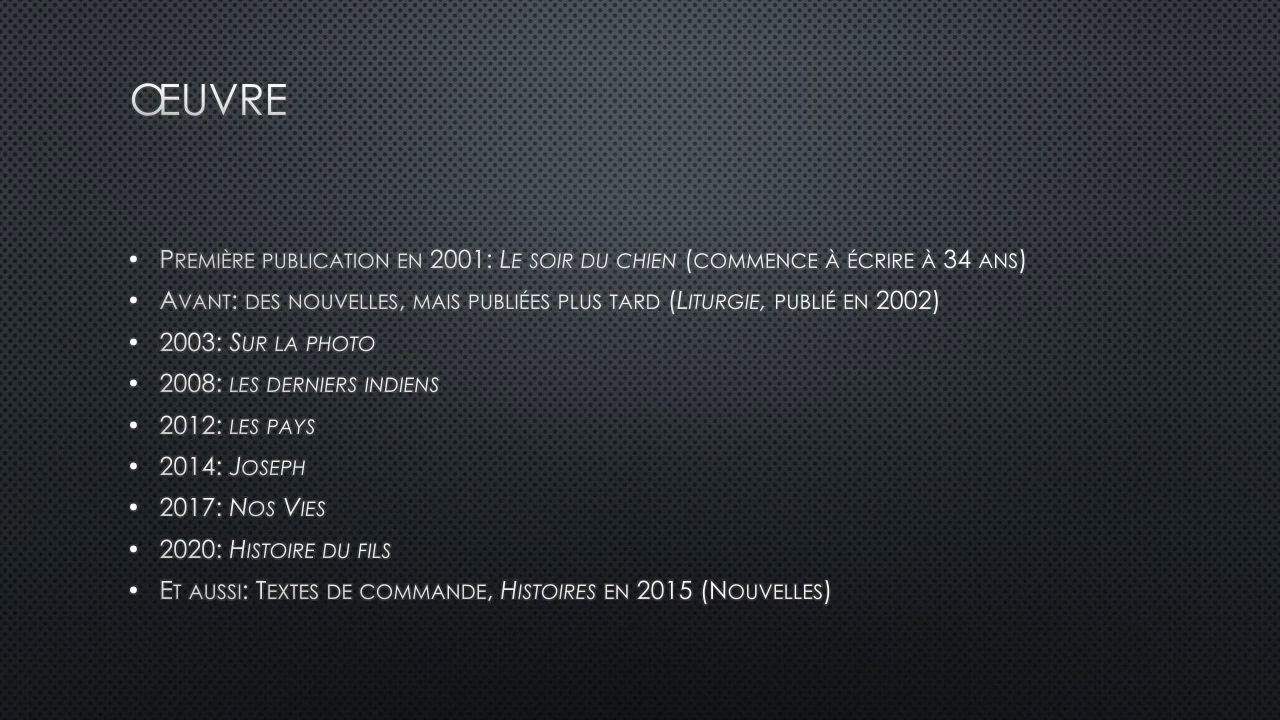 ŒUVRE
• PREMIÈRE PUBLICATION EN 2001: LE SOIR DU CHIEN (COMMENCE À ÉCRIRE À 34 ANS)
• AVANT: DES NOUVELLES, MAIS PUBLIÉES PLUS TARD (LITURGIE, PUBLIÉ EN 2002)
• 2003: SUR LA PHOTO
• 2008: LES DERNIERS INDIENS
• 2012: LES PAYS
• 2014: JOSEPH
• 2017: NOS VIES
• 2020: HISTOIRE DU FILS
• ET AUSSI: TEXTES DE COMMANDE, HISTOIRES EN 2015 (NOUVELLES)